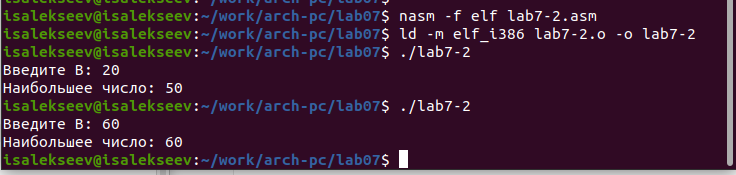 isalekseev@isalekseev:~/work/arch-pc/lab07$ nasm -f elf lab7-2.asm
isalekseev@isalekseev:~/work/arch-pc/lab07$ ld -m elf_i386 lab7-2.o -o lab7-2
isalekseev@isalekseev:~/work/arch-pc/lab07$ ./lab7-2
Введите В: 20
Наибольшее число: 50
isalekseev@isalekseev:~/work/arch-pc/lab07$ ./lab7-2
Введите В: 60
Наибольшее число: 60
isalekseev@isalekseev:~/work/arch-pc/lab07$